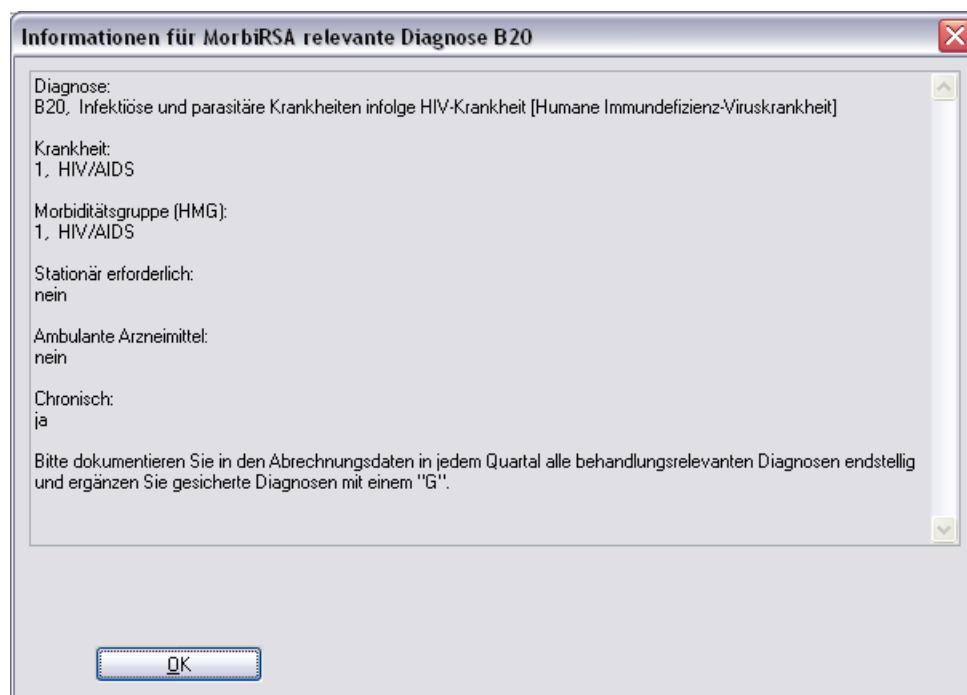 Informationen für MorbiRSA relevante Diagnose B20
Diagnose:
B20,  Infektiöse und parasitäre Krankheiten infolge HIV-Krankheit [Humane Immundefizienz-Viruskrankheit]
Krankheit:
1,  HIV/AIDS
Morbiditätsgruppe (HMG):
1,  HIV/AIDS
Stationär erforderlich:
nein
Ambulante Arzneimittel:
nein
Chronisch:
ja
Bitte dokumentieren Sie in den Abrechnungsdaten in jedem Quartal alle behandlungsrelevanten Diagnosen endstellig
und ergänzen Sie gesicherte Diagnosen mit einem "G".
OK